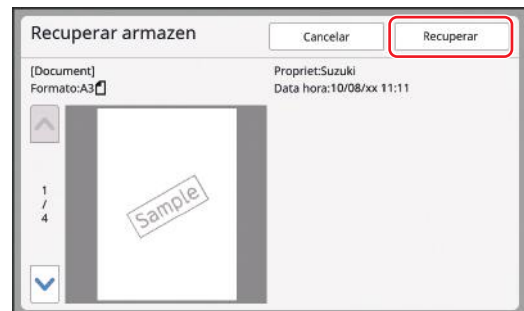 Recuperar armazen
Cancelar
Recuperar
[Document]
Propriet:Suzuki
Formato:A3
Data hora:10/08/xx 11:11
1
/
4
Sample